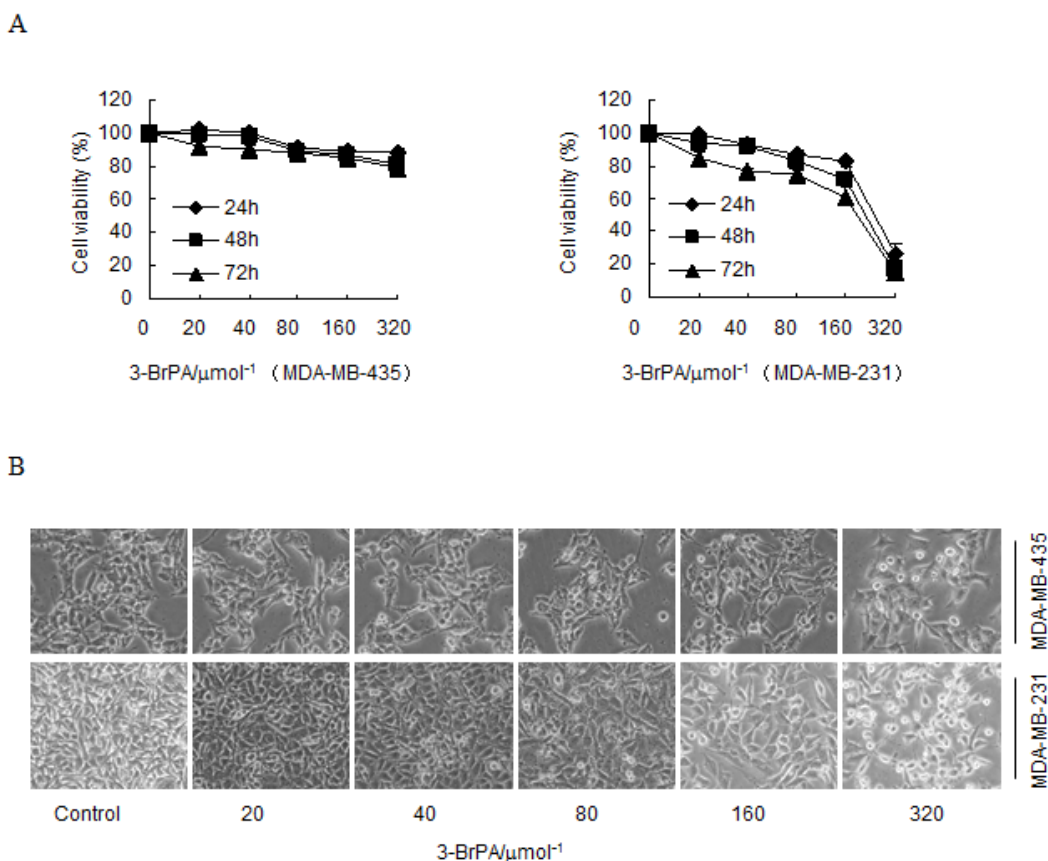 A
120
100
80
60
40
20
0
Cell viability (%)
24h
48h
72h
0 20 40 80 160 320
3-BrPA/μmol⁻¹ (MDA-MB-435)
120
100
80
60
40
20
0
Cell viability (%)
24h
48h
72h
0 20 40 80 160 320
3-BrPA/μmol⁻¹ (MDA-MB-231)
B
MDA-MB-435
MDA-MB-231
Control 20 40 80 160 320
3-BrPA/μmol⁻¹